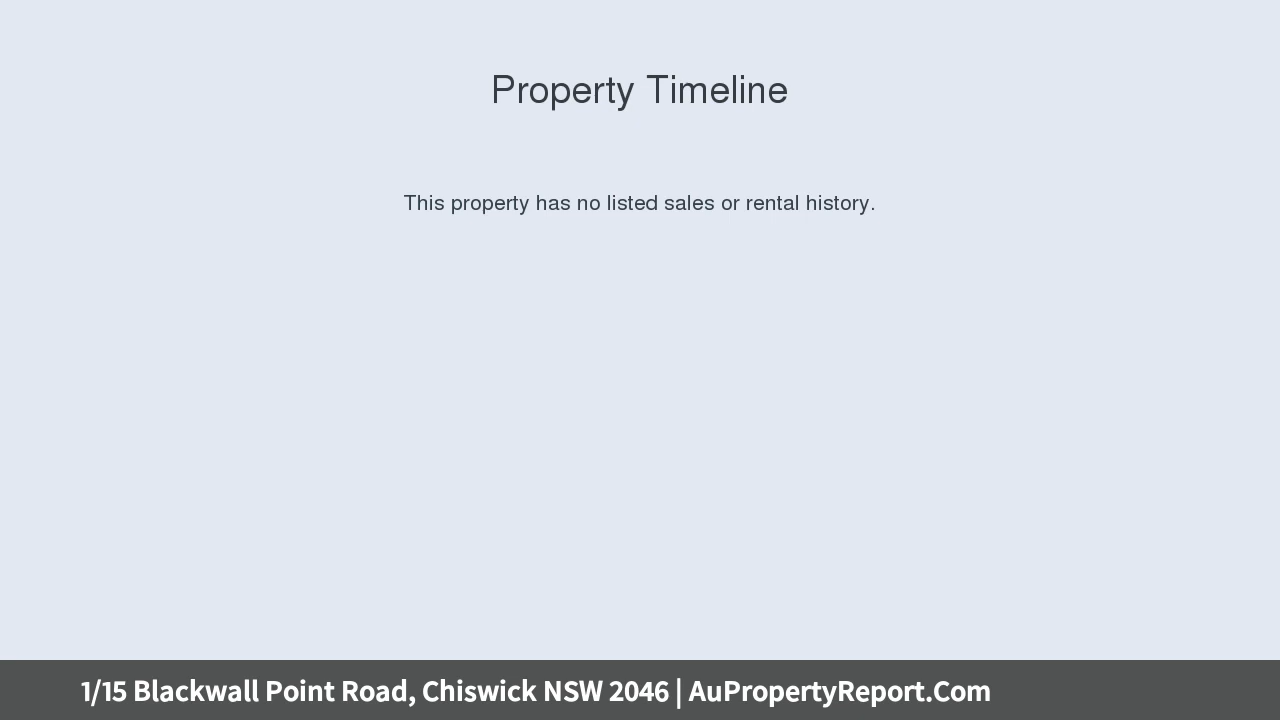 Property Timeline
This property has no listed sales or rental history.
1/15 Blackwall Point Road, Chiswick NSW 2046 | AuPropertyReport.Com